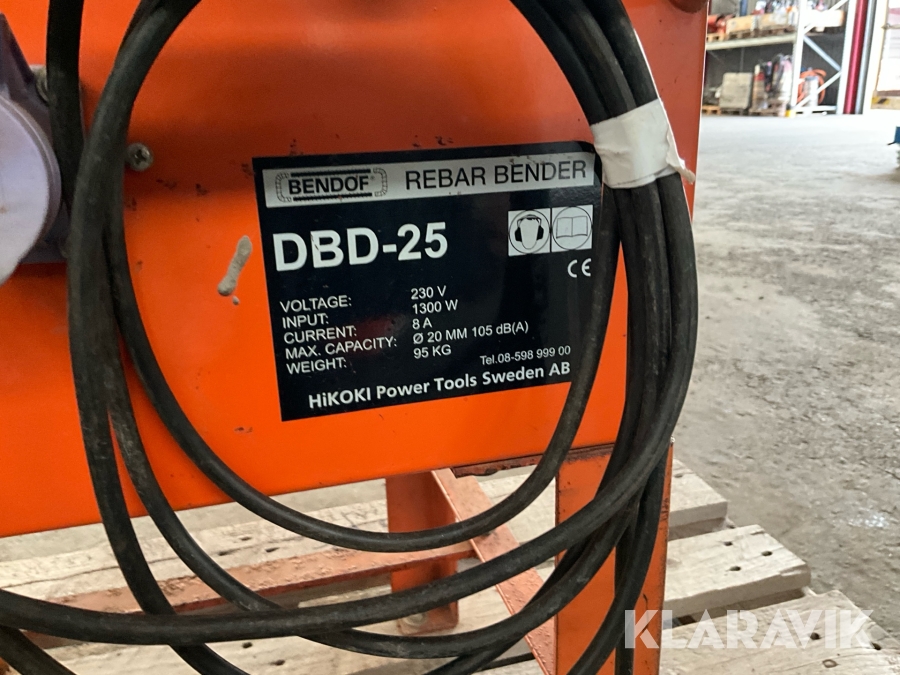 BENDOF REBAR BENDER
DBD-25
CE
VOLTAGE: 230 V
INPUT: 1300 W
CURRENT: 8 A
MAX. CAPACITY: Ø 20 MM 105 dB(A)
WEIGHT: 95 KG
Tel.08-598 999 00
HiKOKI Power Tools Sweden AB
KLARAVIK